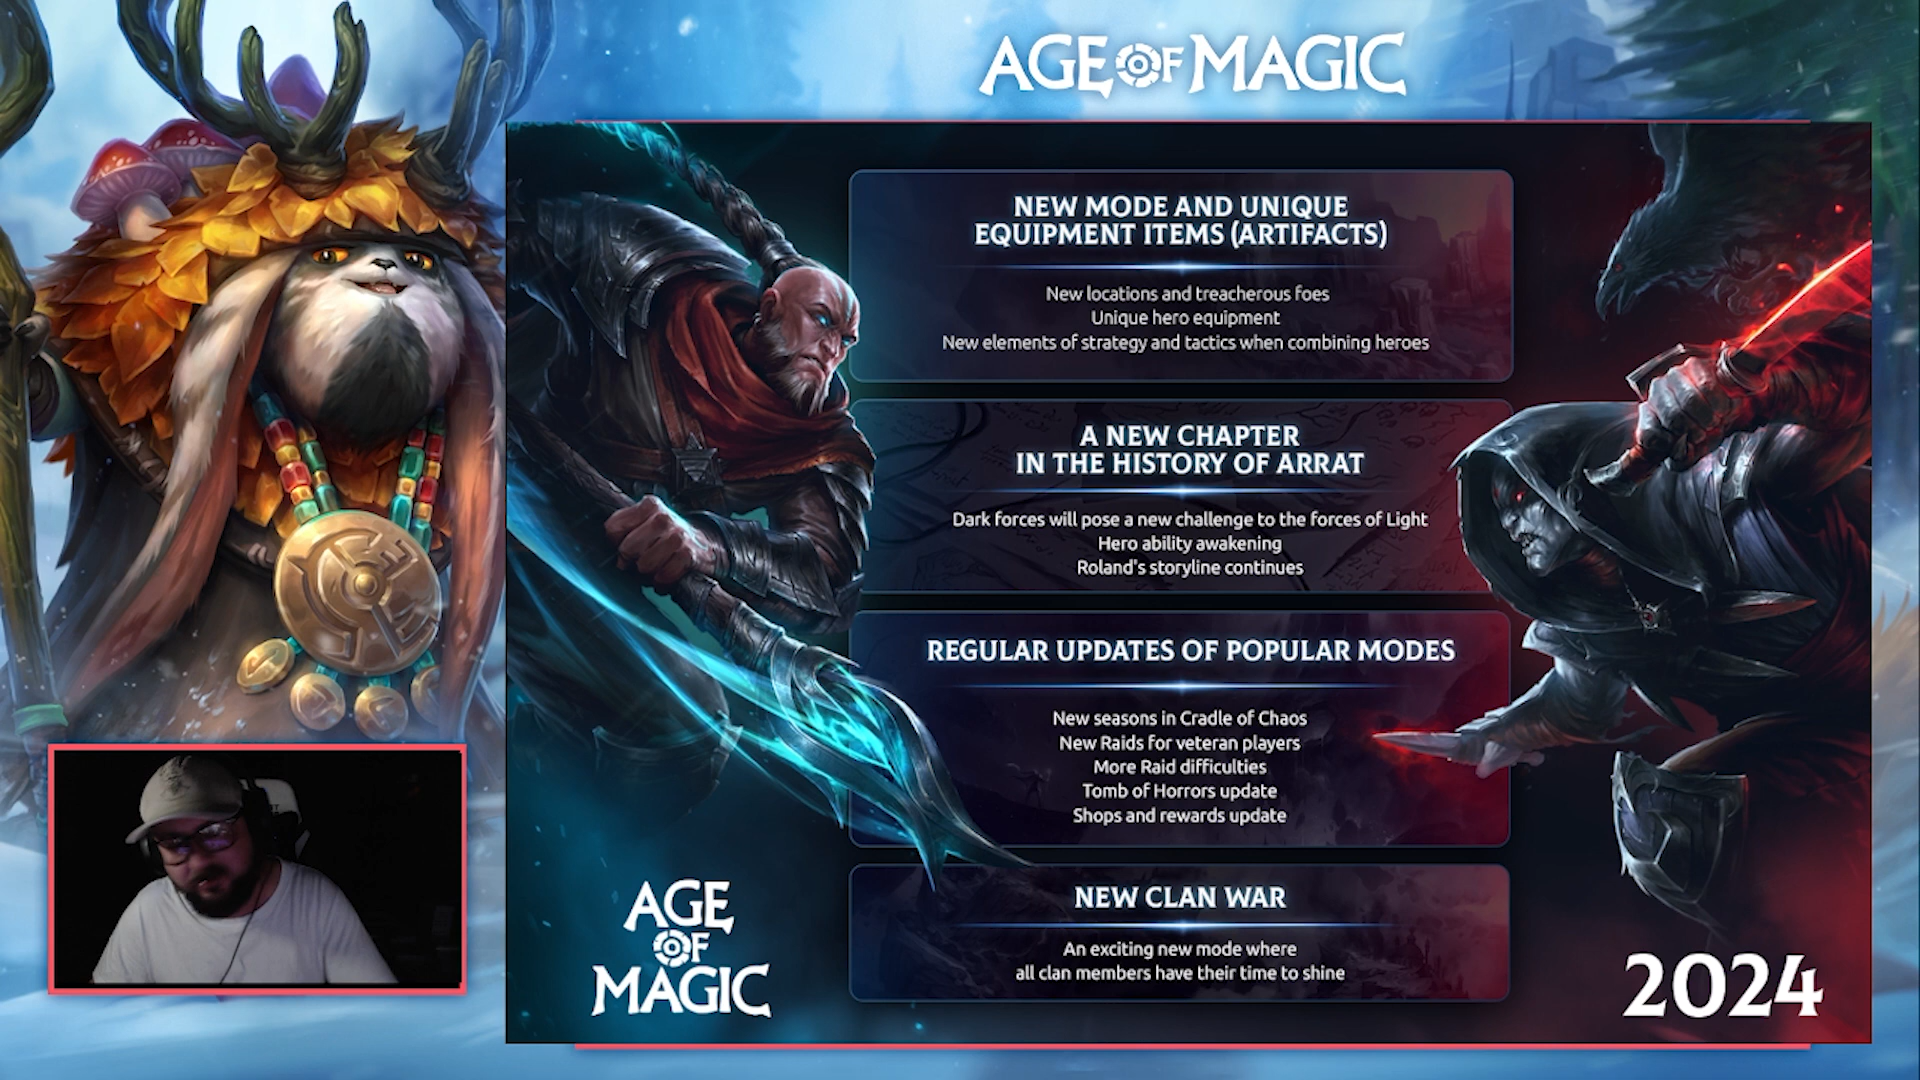 AGE OF MAGIC
NEW MODE AND UNIQUE
EQUIPMENT ITEMS (ARTIFACTS)
New locations and treacherous foes
Unique hero equipment
New elements of strategy and tactics when combining heroes
A NEW CHAPTER
IN THE HISTORY OF ARRAT
Dark forces will pose a new challenge to the forces of Light
Hero ability awakening
Roland's storyline continues
REGULAR UPDATES OF POPULAR MODES
New seasons in Cradle of Chaos
New Raids for veteran players
More Raid difficulties
Tomb of Horrors update
Shops and rewards update
NEW CLAN WAR
An exciting new mode where
all clan members have their time to shine
AGE
OF
MAGIC
2024